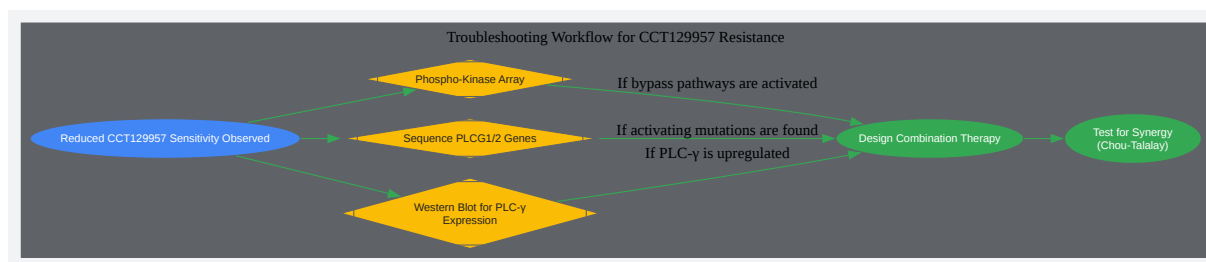 Troubleshooting Workflow for CCT129957 Resistance
Phospho-Kinase Array
If bypass pathways are activated
Reduced CCT129957 Sensitivity Observed
Sequence PLCG1/2 Genes
If activating mutations are found
Design Combination Therapy
Test for Synergy
(Chou-Talalay)
If PLC-γ is upregulated
Western Blot for PLC-γ
Expression